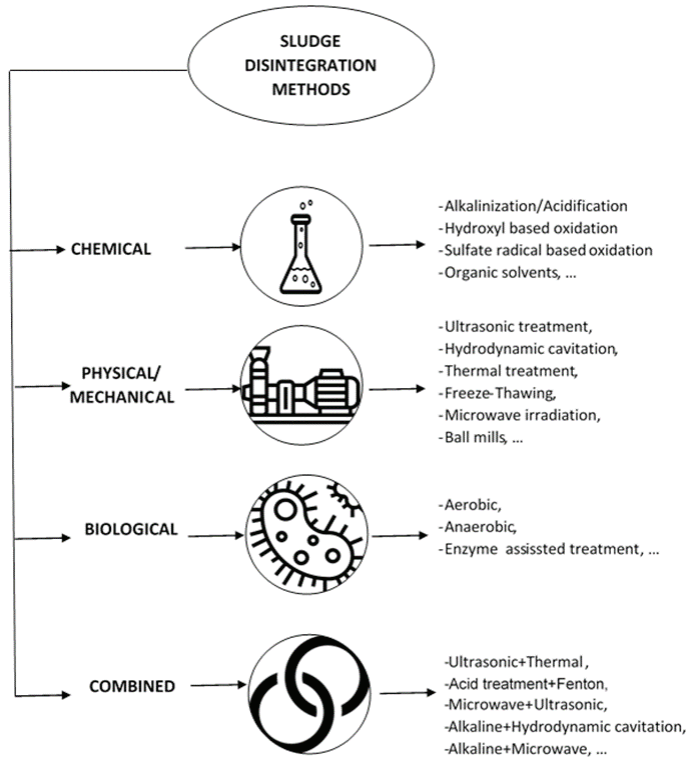 SLUDGE
DISINTEGRATION
METHODS
CHEMICAL
-Alkalinization/Acidification
-Hydroxyl based oxidation
-Sulfate radical based oxidation
-Organic solvents, ...
PHYSICAL/
MECHANICAL
-Ultrasonic treatment,
-Hydrodynamic cavitation,
-Thermal treatment,
-Freeze-Thawing,
-Microwave irradiation,
-Ball mills, ...
BIOLOGICAL
-Aerobic,
-Anaerobic,
-Enzyme assissted treatment, ...
COMBINED
-Ultrasonic+Thermal,
-Acid treatment+Fenton,
-Microwave+Ultrasonic,
-Alkaline+Hydrodynamic cavitation,
-Alkaline+Microwave, ...